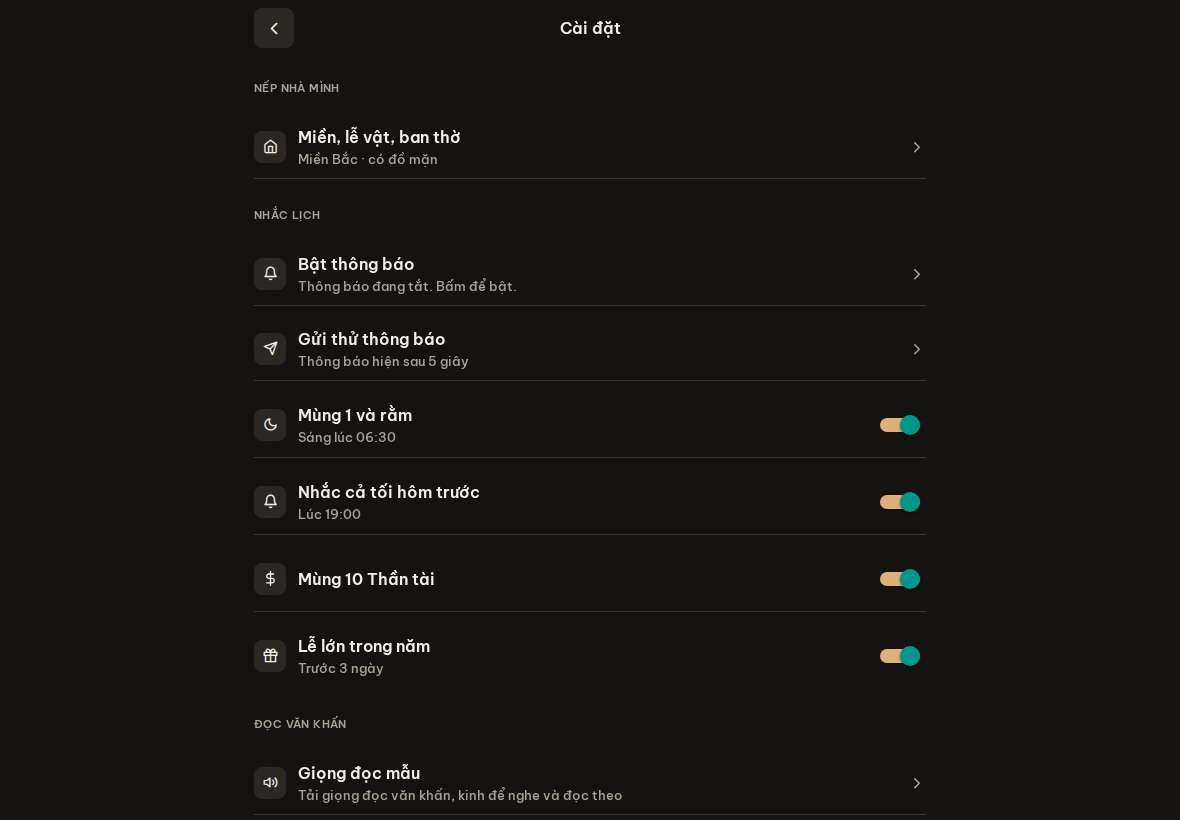 Cài đặt
NẾP NHÀ MÌNH
Miền, lễ vật, ban thờ
Miền Bắc · có đồ mặn
NHẮC LỊCH
Bật thông báo
Thông báo đang tắt. Bấm để bật.
Gửi thử thông báo
Thông báo hiện sau 5 giây
Mùng 1 và rằm
Sáng lúc 06:30
Nhắc cả tối hôm trước
Lúc 19:00
Mùng 10 Thần tài
Lễ lớn trong năm
Trước 3 ngày
ĐỌC VĂN KHẤN
Giọng đọc mẫu
Tải giọng đọc văn khấn, kinh để nghe và đọc theo